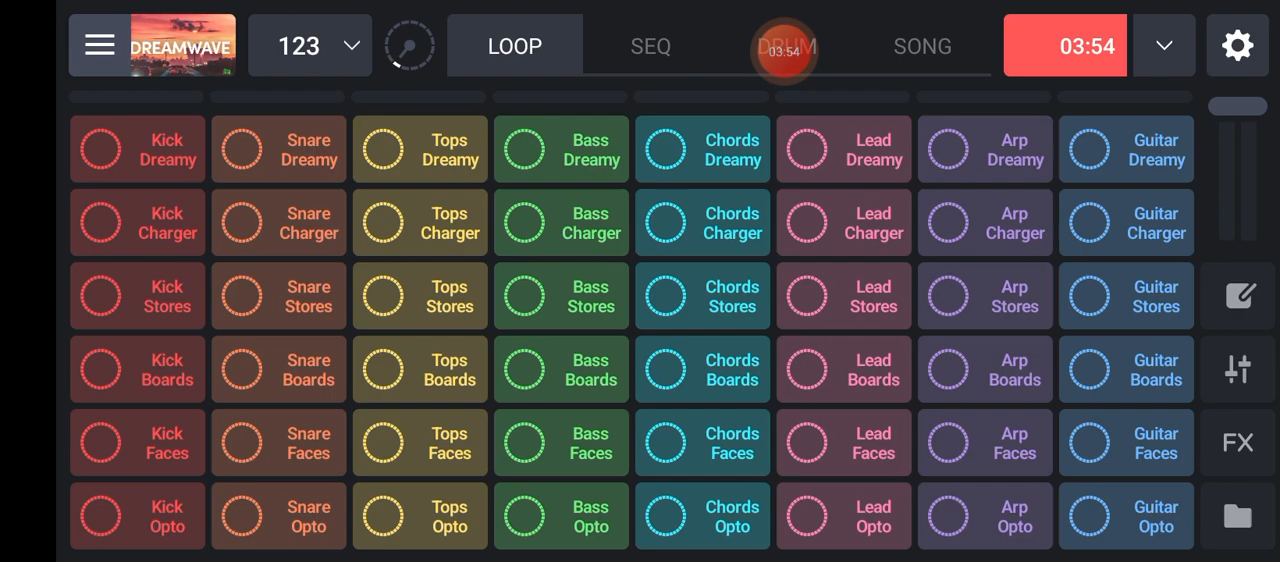 DREAMWAVE
123
LOOP
SEQ
DRUM
03:54
SONG
03:54
Kick
Dreamy
Snare
Dreamy
Tops
Dreamy
Bass
Dreamy
Chords
Dreamy
Lead
Dreamy
Arp
Dreamy
Guitar
Dreamy
Kick
Charger
Snare
Charger
Tops
Charger
Bass
Charger
Chords
Charger
Lead
Charger
Arp
Charger
Guitar
Charger
Kick
Stores
Snare
Stores
Tops
Stores
Bass
Stores
Chords
Stores
Lead
Stores
Arp
Stores
Guitar
Stores
Kick
Boards
Snare
Boards
Tops
Boards
Bass
Boards
Chords
Boards
Lead
Boards
Arp
Boards
Guitar
Boards
Kick
Faces
Snare
Faces
Tops
Faces
Bass
Faces
Chords
Faces
Lead
Faces
Arp
Faces
Guitar
Faces
FX
Kick
Opto
Snare
Opto
Tops
Opto
Bass
Opto
Chords
Opto
Lead
Opto
Arp
Opto
Guitar
Opto